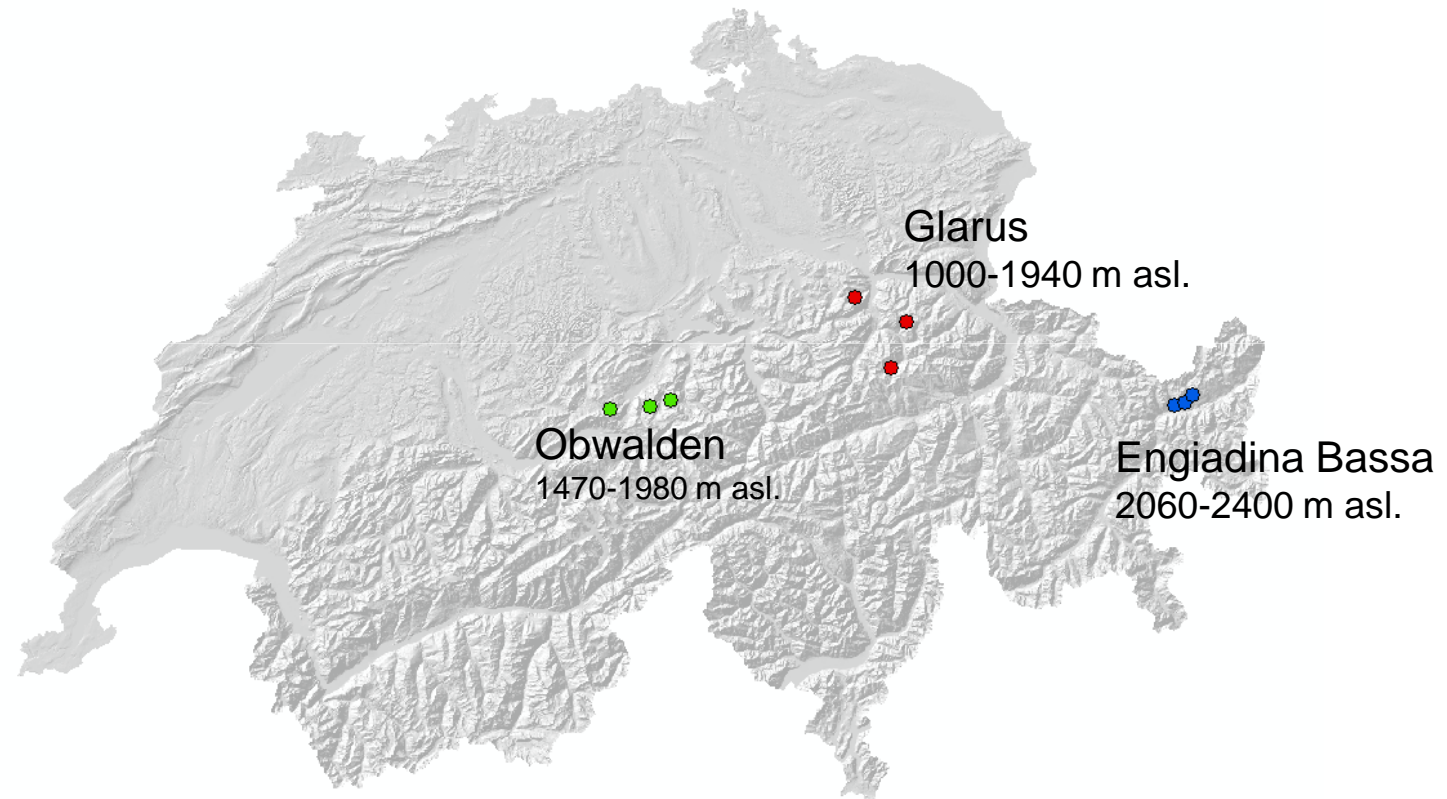 Glarus
1000-1940 m asl.
Obwalden
1470-1980 m asl.
Engiadina Bassa
2060-2400 m asl.